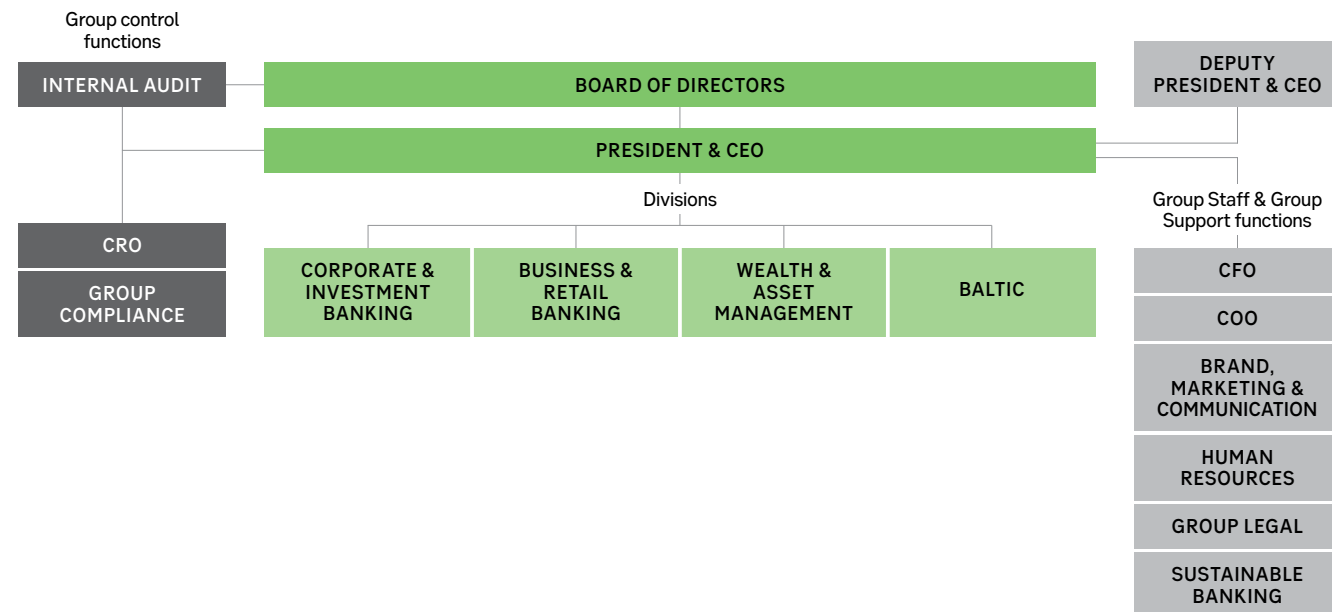 Group control
functions
INTERNAL AUDIT
BOARD OF DIRECTORS
DEPUTY
PRESIDENT & CEO
PRESIDENT & CEO
Divisions
Group Staff & Group
Support functions
CRO
GROUP
COMPLIANCE
CORPORATE &
INVESTMENT
BANKING
BUSINESS &
RETAIL
BANKING
WEALTH &
ASSET
MANAGEMENT
BALTIC
CFO
COO
BRAND,
MARKETING &
COMMUNICATION
HUMAN
RESOURCES
GROUP LEGAL
SUSTAINABLE
BANKING